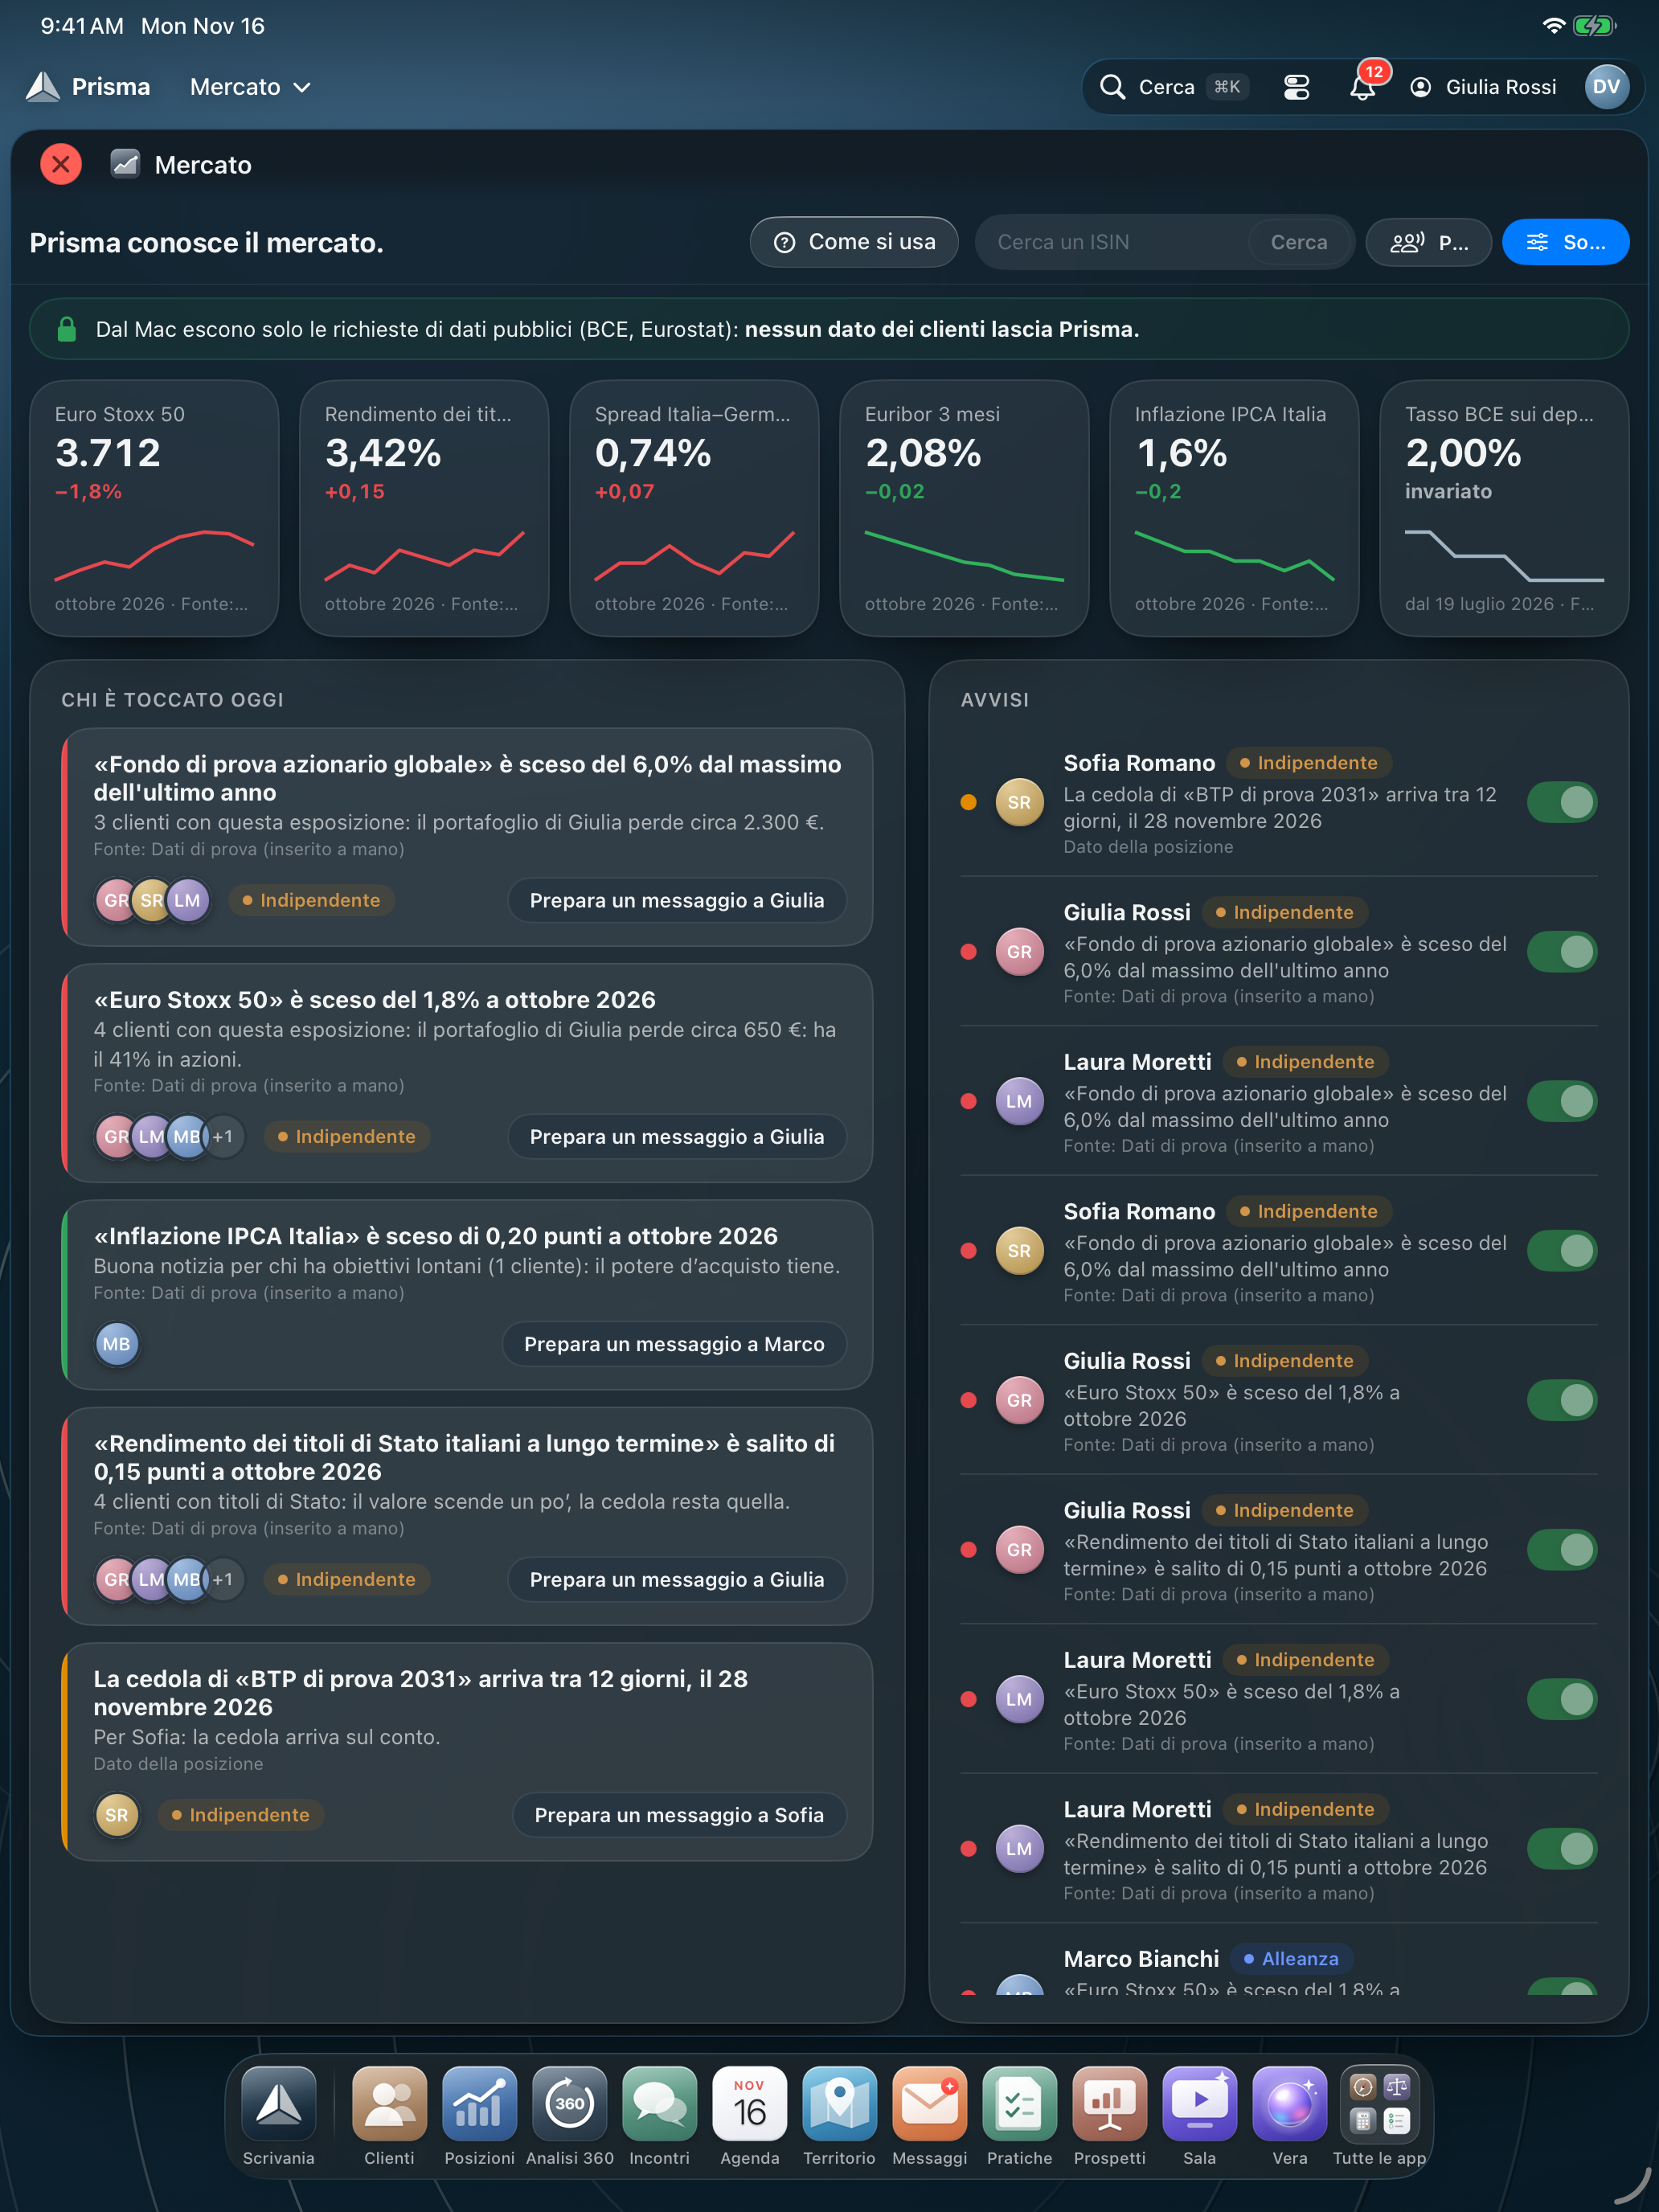 9:41 AM Mon Nov 16
Prisma Mercato
Cerca ⌘K 12 Giulia Rossi DV
Mercato
Prisma conosce il mercato.
Come si usa
Cerca un ISIN Cerca
P...
So...
Dal Mac escono solo le richieste di dati pubblici (BCE, Eurostat): nessun dato dei clienti lascia Prisma.
Euro Stoxx 50
3.712
−1,8%
ottobre 2026 · Fonte:...
Rendimento dei tit...
3,42%
+0,15
ottobre 2026 · Fonte:...
Spread Italia–Germ...
0,74%
+0,07
ottobre 2026 · Fonte:...
Euribor 3 mesi
2,08%
−0,02
ottobre 2026 · Fonte:...
Inflazione IPCA Italia
1,6%
−0,2
ottobre 2026 · Fonte:...
Tasso BCE sui dep...
2,00%
invariato
dal 19 luglio 2026 · F...
CHI È TOCCATO OGGI
«Fondo di prova azionario globale» è sceso del 6,0% dal massimo
dell'ultimo anno
3 clienti con questa esposizione: il portafoglio di Giulia perde circa 2.300 €.
Fonte: Dati di prova (inserito a mano)
GR SR LM Indipendente Prepara un messaggio a Giulia
«Euro Stoxx 50» è sceso del 1,8% a ottobre 2026
4 clienti con questa esposizione: il portafoglio di Giulia perde circa 650 €: ha
il 41% in azioni.
Fonte: Dati di prova (inserito a mano)
GR LM MB +1 Indipendente Prepara un messaggio a Giulia
«Inflazione IPCA Italia» è sceso di 0,20 punti a ottobre 2026
Buona notizia per chi ha obiettivi lontani (1 cliente): il potere d’acquisto tiene.
Fonte: Dati di prova (inserito a mano)
MB Prepara un messaggio a Marco
«Rendimento dei titoli di Stato italiani a lungo termine» è salito di
0,15 punti a ottobre 2026
4 clienti con titoli di Stato: il valore scende un po’, la cedola resta quella.
Fonte: Dati di prova (inserito a mano)
GR LM MB +1 Indipendente Prepara un messaggio a Giulia
La cedola di «BTP di prova 2031» arriva tra 12 giorni, il 28
novembre 2026
Per Sofia: la cedola arriva sul conto.
Dato della posizione
SR Indipendente Prepara un messaggio a Sofia
AVVISI
Sofia Romano Indipendente
SR
La cedola di «BTP di prova 2031» arriva tra 12
giorni, il 28 novembre 2026
Dato della posizione
Giulia Rossi Indipendente
GR
«Fondo di prova azionario globale» è sceso del
6,0% dal massimo dell'ultimo anno
Fonte: Dati di prova (inserito a mano)
Laura Moretti Indipendente
LM
«Fondo di prova azionario globale» è sceso del
6,0% dal massimo dell'ultimo anno
Fonte: Dati di prova (inserito a mano)
Sofia Romano Indipendente
SR
«Fondo di prova azionario globale» è sceso del
6,0% dal massimo dell'ultimo anno
Fonte: Dati di prova (inserito a mano)
Giulia Rossi Indipendente
GR
«Euro Stoxx 50» è sceso del 1,8% a
ottobre 2026
Fonte: Dati di prova (inserito a mano)
Giulia Rossi Indipendente
GR
«Rendimento dei titoli di Stato italiani a lungo
termine» è salito di 0,15 punti a ottobre 2026
Fonte: Dati di prova (inserito a mano)
Laura Moretti Indipendente
LM
«Euro Stoxx 50» è sceso del 1,8% a
ottobre 2026
Fonte: Dati di prova (inserito a mano)
Laura Moretti Indipendente
LM
«Rendimento dei titoli di Stato italiani a lungo
termine» è salito di 0,15 punti a ottobre 2026
Fonte: Dati di prova (inserito a mano)
Marco Bianchi Alleanza
MB
«Euro Stoxx 50» è sceso del 1,8% a
360
NOV
16
Scrivania Clienti Posizioni Analisi 360 Incontri Agenda Territorio Messaggi Pratiche Prospetti Sala Vera Tutte le app